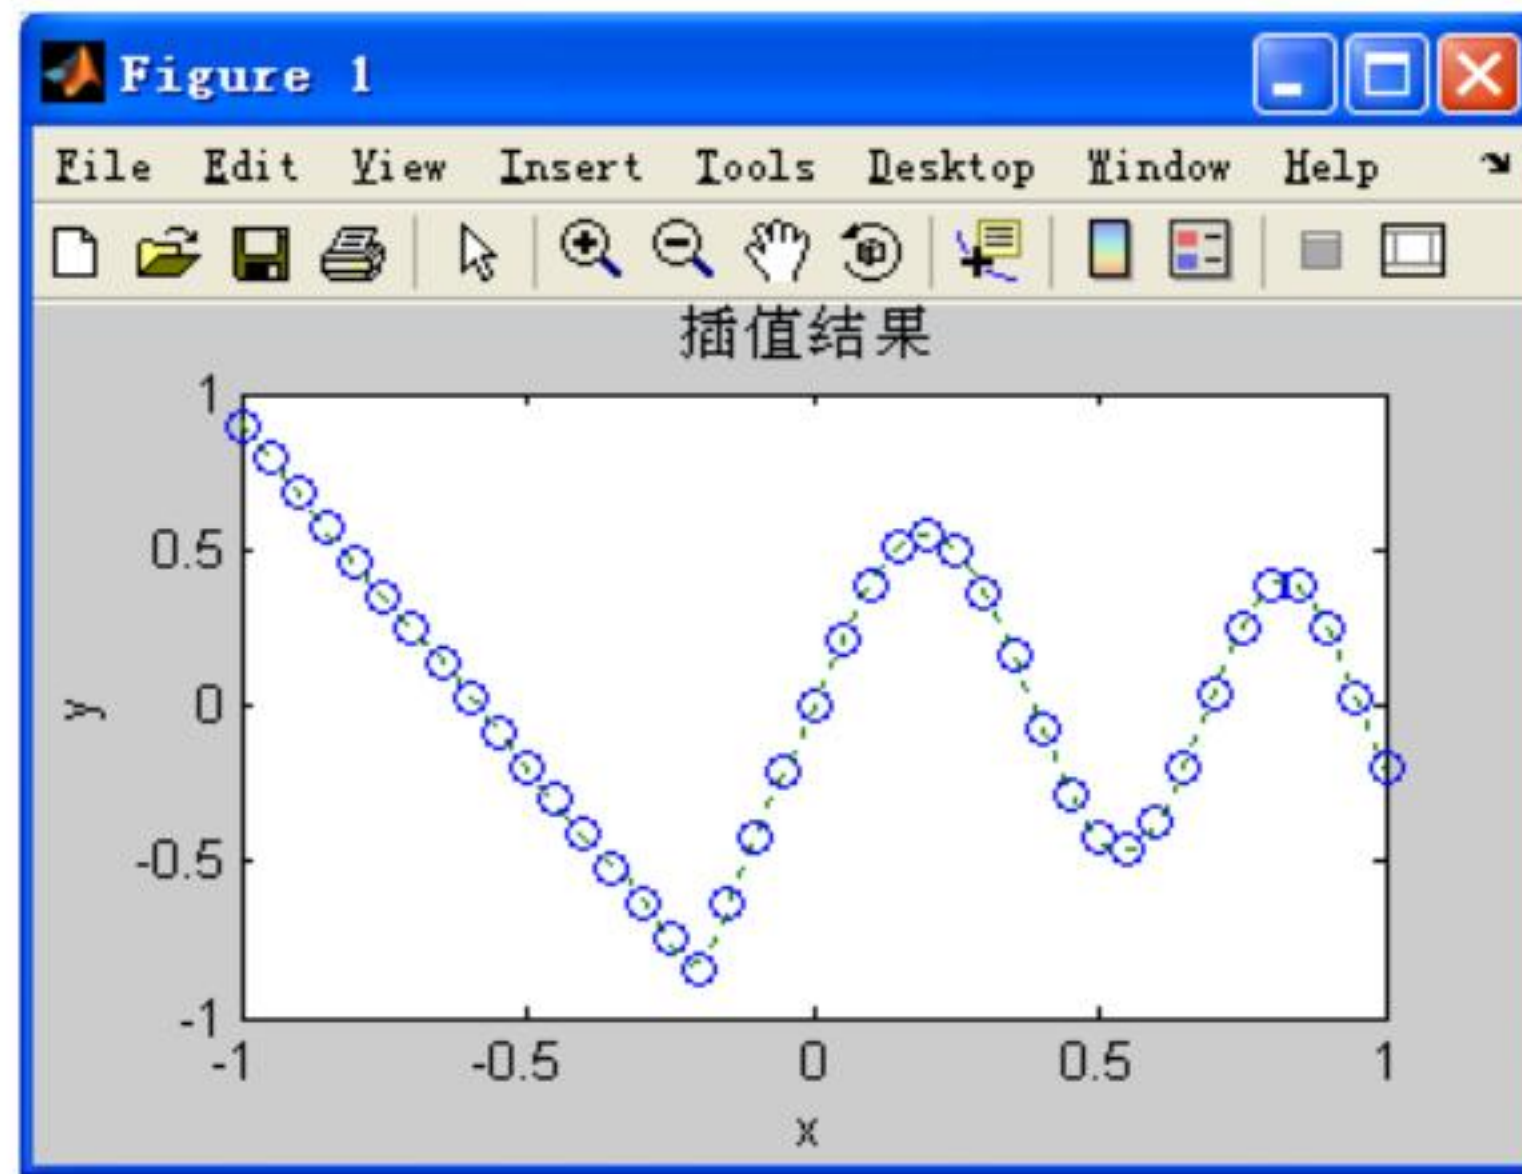 Figure 1
File Edit View Insert Tools Desktop Window Help
插值结果
1
0.5
0
-0.5
-1
y
-1 -0.5 0 0.5 1
x